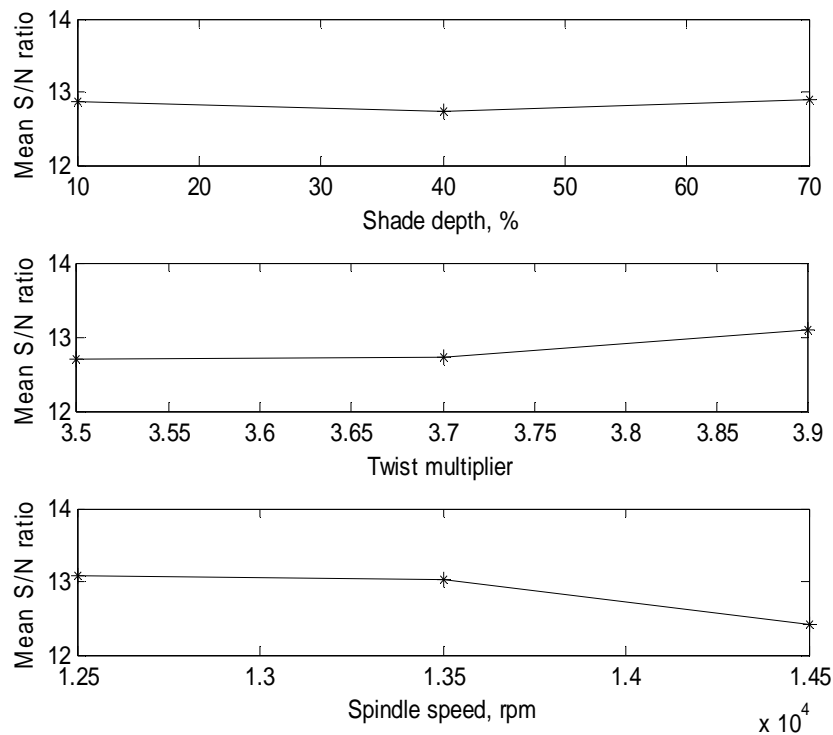 14
13
12
Mean S/N ratio
10 20 30 40 50 60 70
Shade depth, %
14
13
12
Mean S/N ratio
3.5 3.55 3.6 3.65 3.7 3.75 3.8 3.85 3.9
Twist multiplier
14
13
12
Mean S/N ratio
1.25 1.3 1.35 1.4 1.45
Spindle speed, rpm
x 10^4